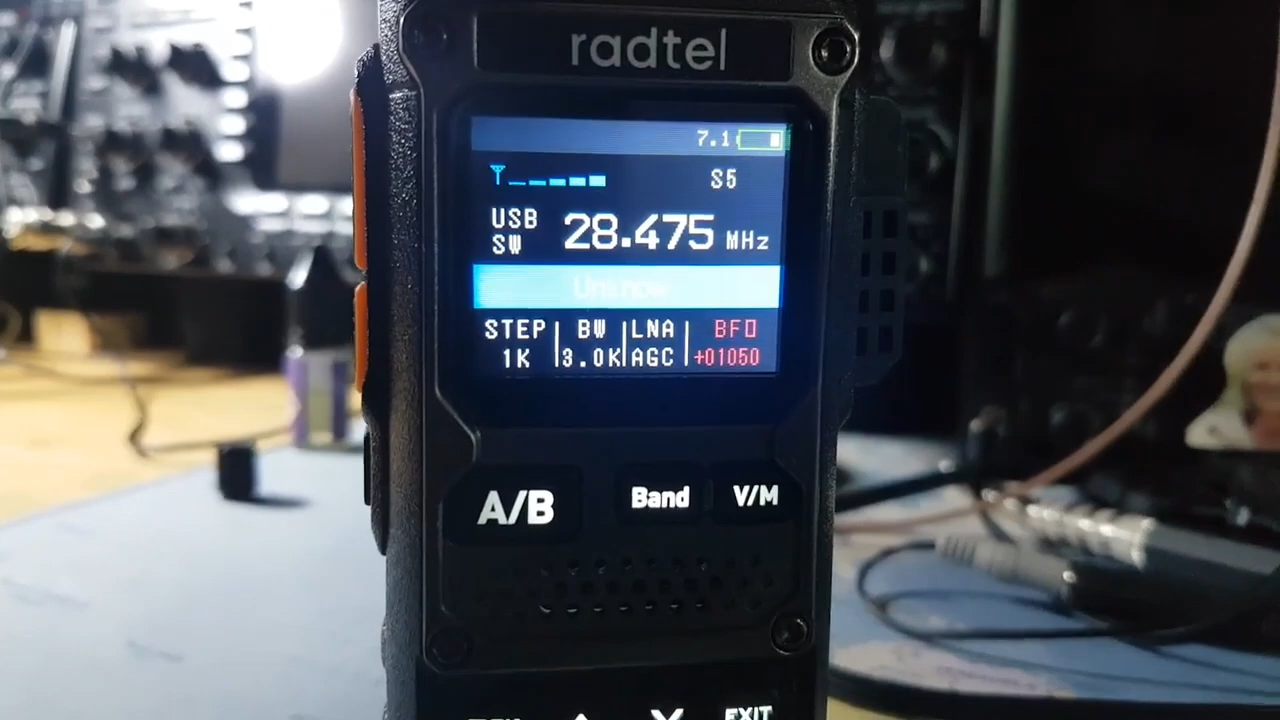 radtel
7.1
S5
USB
SW
28.475 MHz
STEP BW LNA BFO
1K 3.0K AGC +01050
A/B Band V/M
EXIT